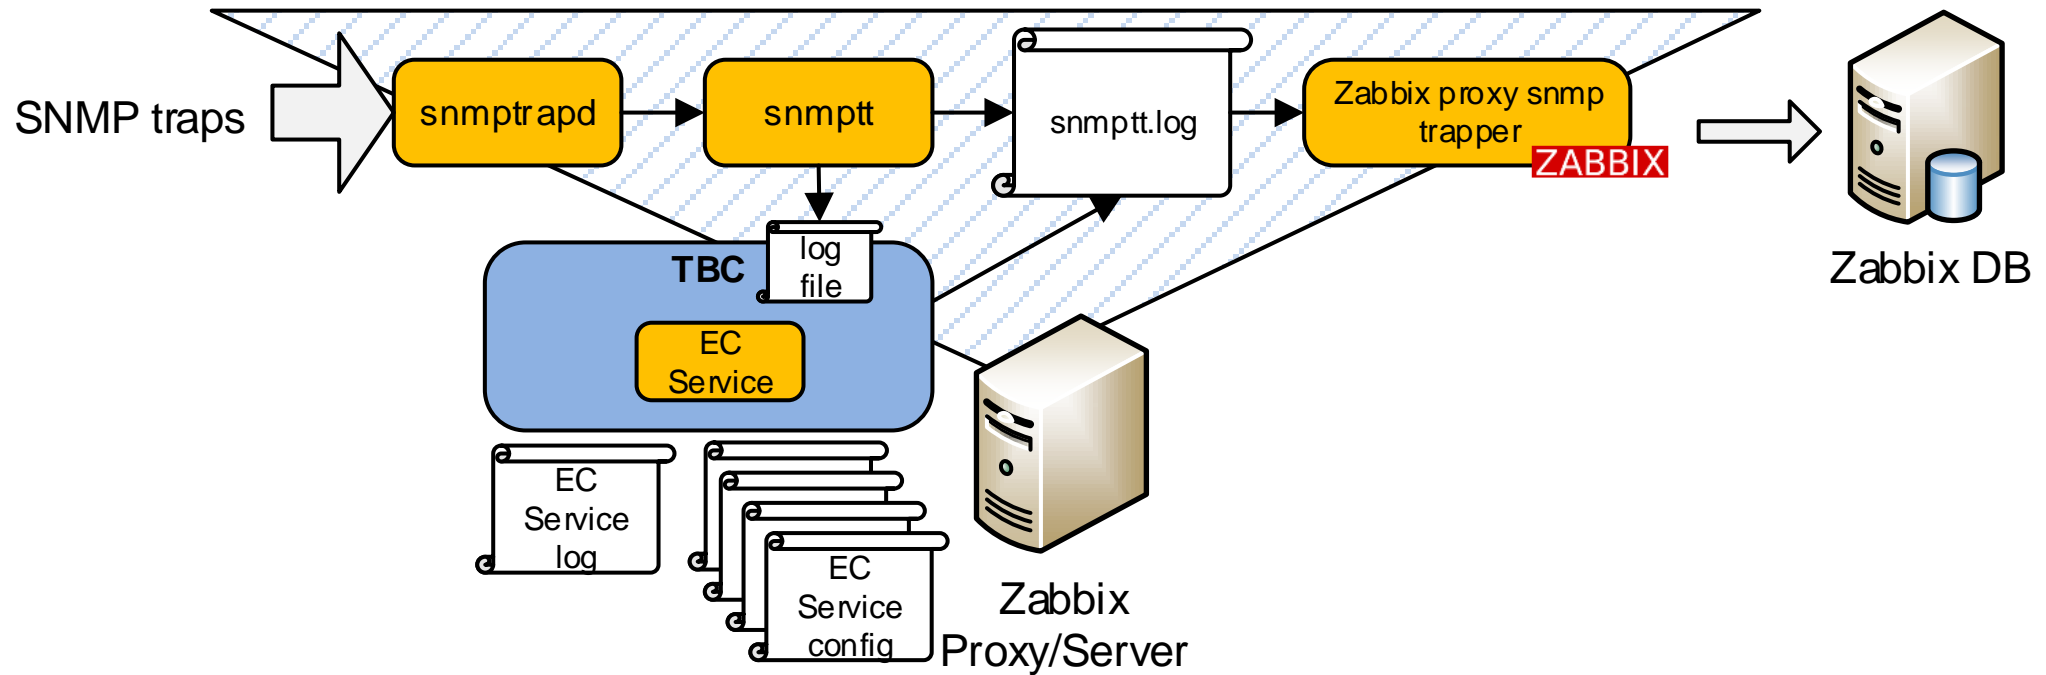 SNMP traps
snmptrapd
snmptt
snmptt.log
Zabbix proxy snmp
trapper
ZABBIX
Zabbix DB
TBC
log
file
EC
Service
EC
Service
log
EC
Service
config
Zabbix
Proxy/Server